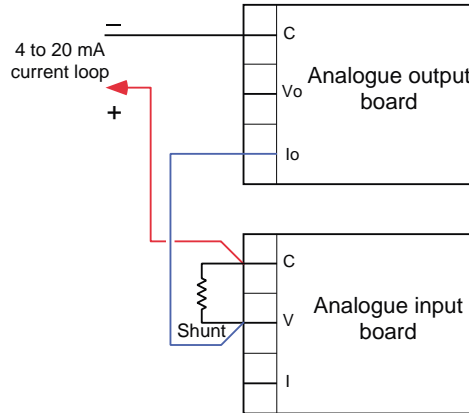 −
4 to 20 mA
current loop
+
C
Vo
Io
Analogue output
board
C
V
I
Shunt
Analogue input
board